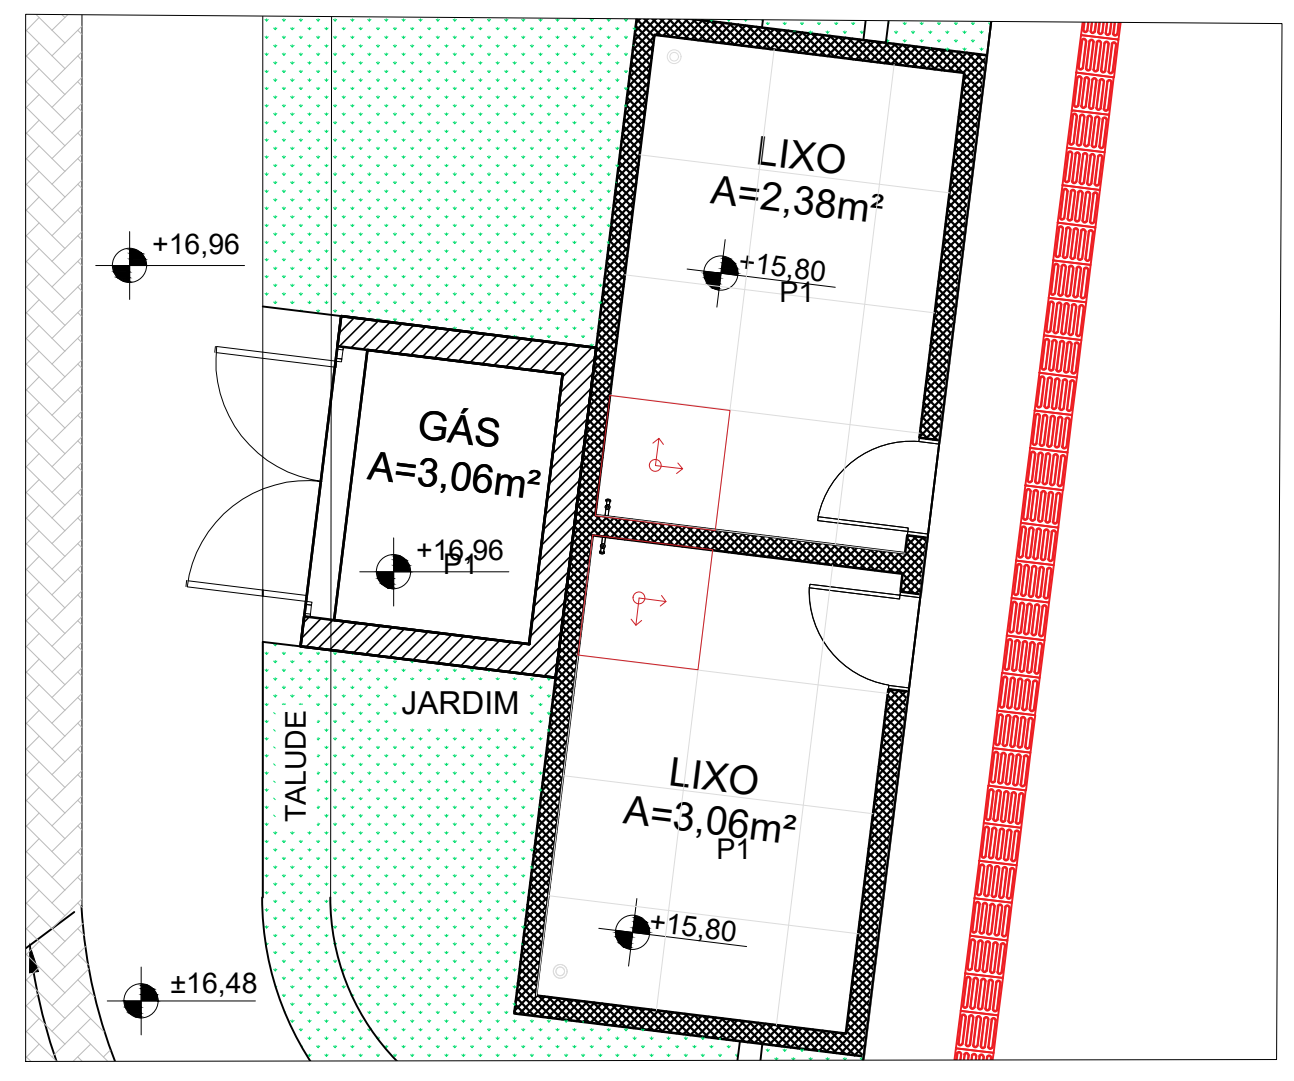 LIXO
A=2,38m²
+16,96
+15,80
P1
GÁS
A=3,06m²
+16,96
P1
JARDIM
TALUDE
LIXO
A=3,06m²
P1
+15,80
±16,48